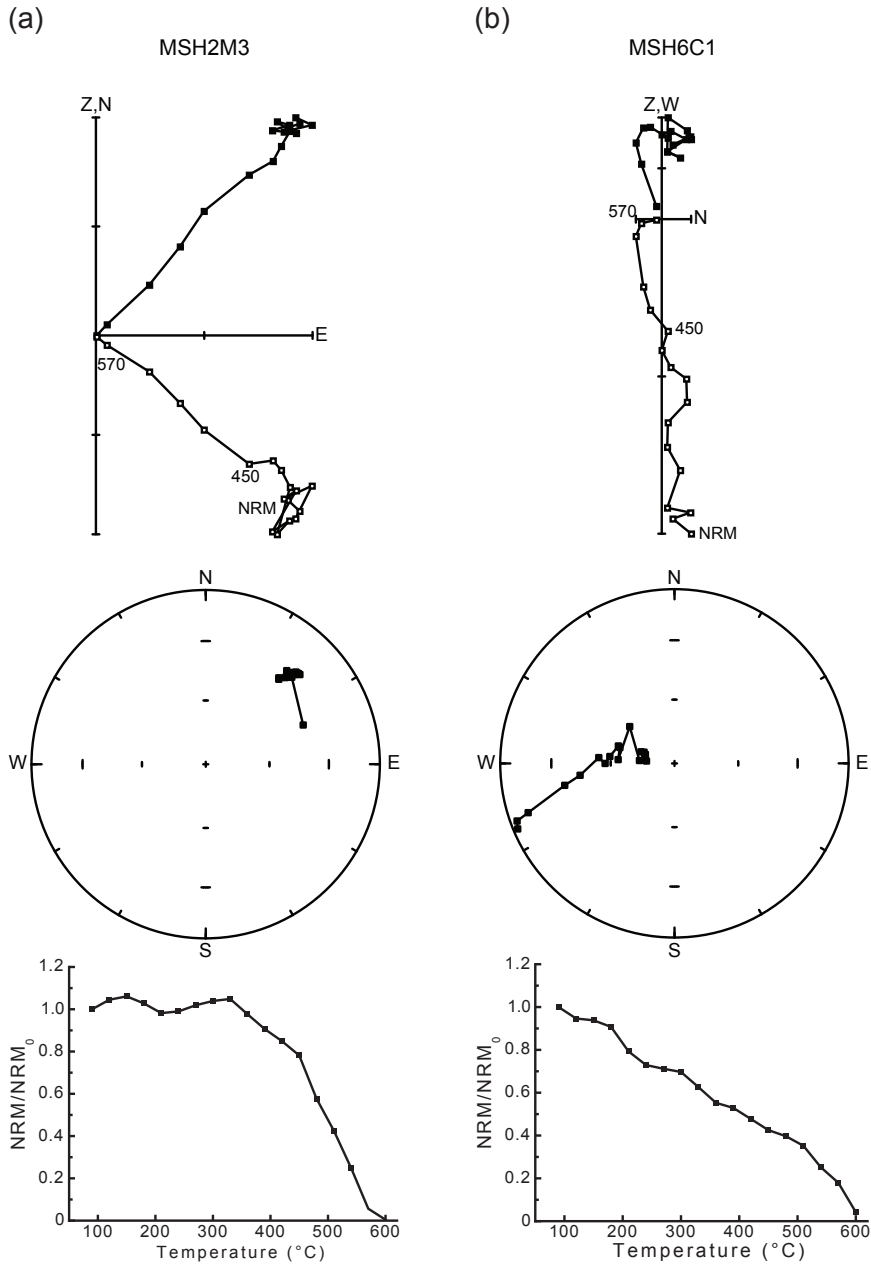 (a)
MSH2M3
Z,N
E
570
450
NRM
N
W
E
S
1.2
1.0
0.8
0.6
0.4
0.2
0
NRM/NRM0
100 200 300 400 500 600
Temperature (°C)
(b)
MSH6C1
Z,W
570
N
450
NRM
N
W
E
S
1.2
1.0
0.8
0.6
0.4
0.2
0
NRM/NRM0
100 200 300 400 500 600
Temperature (°C)